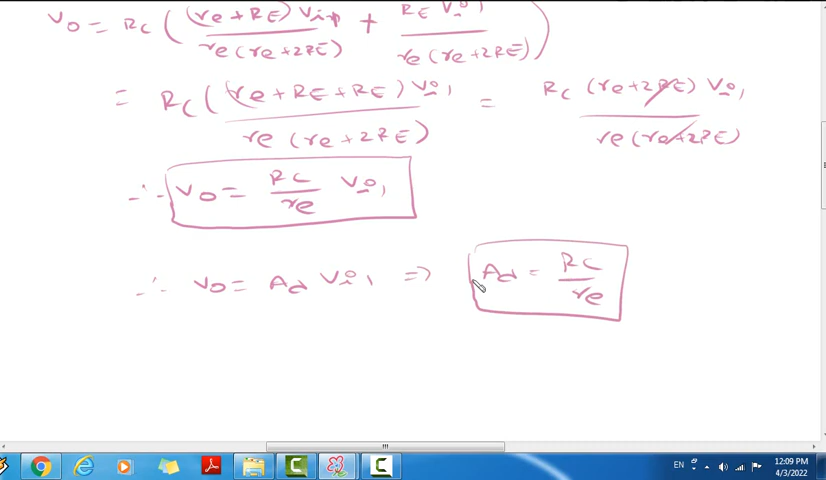 Vo = Rc ( (re+RE) Vi1 / re(re+2RE) + RE Vi1 / re(re+2RE) )
= Rc ( (re+RE+RE) Vi1 / re(re+2RE) ) = Rc (re+2RE) Vi1 / re(re+2RE)
∴ Vo = Rc / re Vi1
∴ Vo = Ad Vi1 => Ad = Rc / re
EN
12:09 PM
4/3/2022